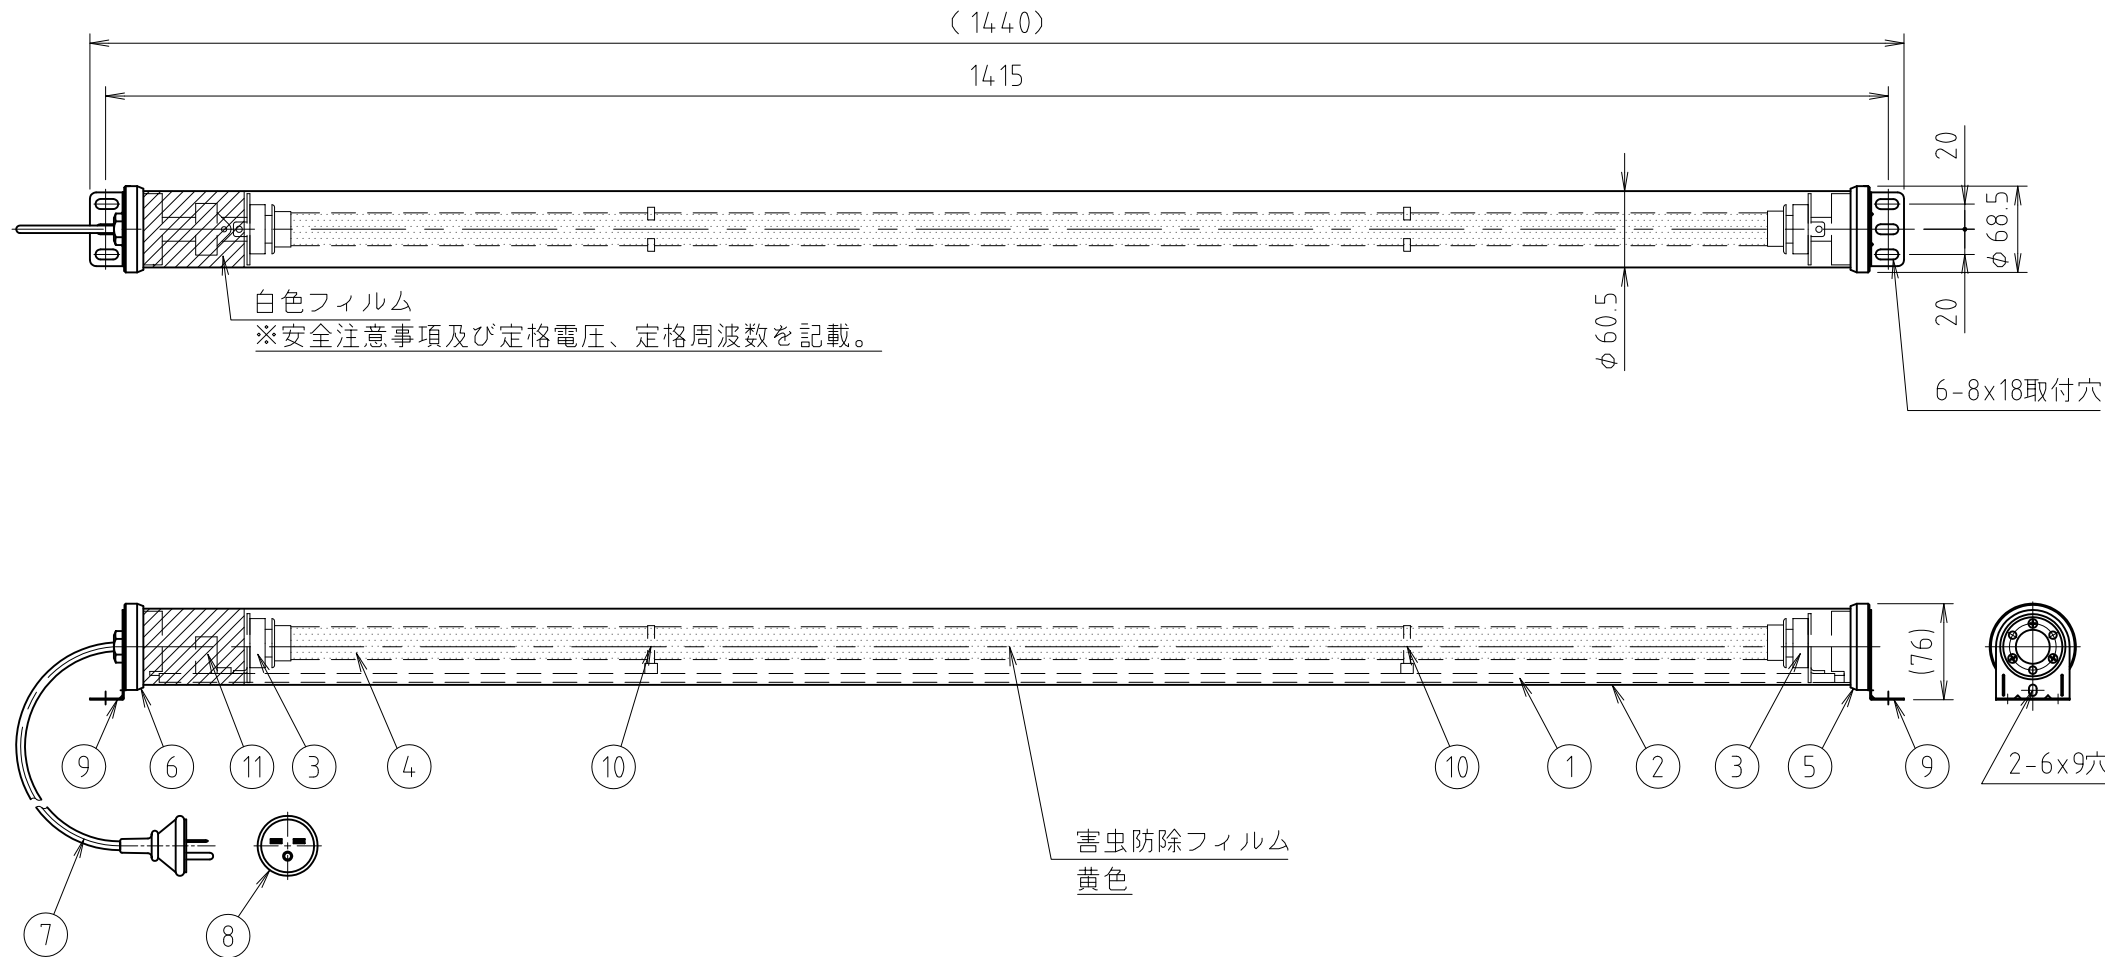 (1440)
1415
20
φ68.5
20
φ60.5
白色フィルム
※安全注意事項及び定格電圧、定格周波数を記載。
6-8x18取付穴
(76)
9
6
11
3
4
10
10
1
2
3
5
9
2-6x9穴
害虫防除フィルム
黄色
7
8